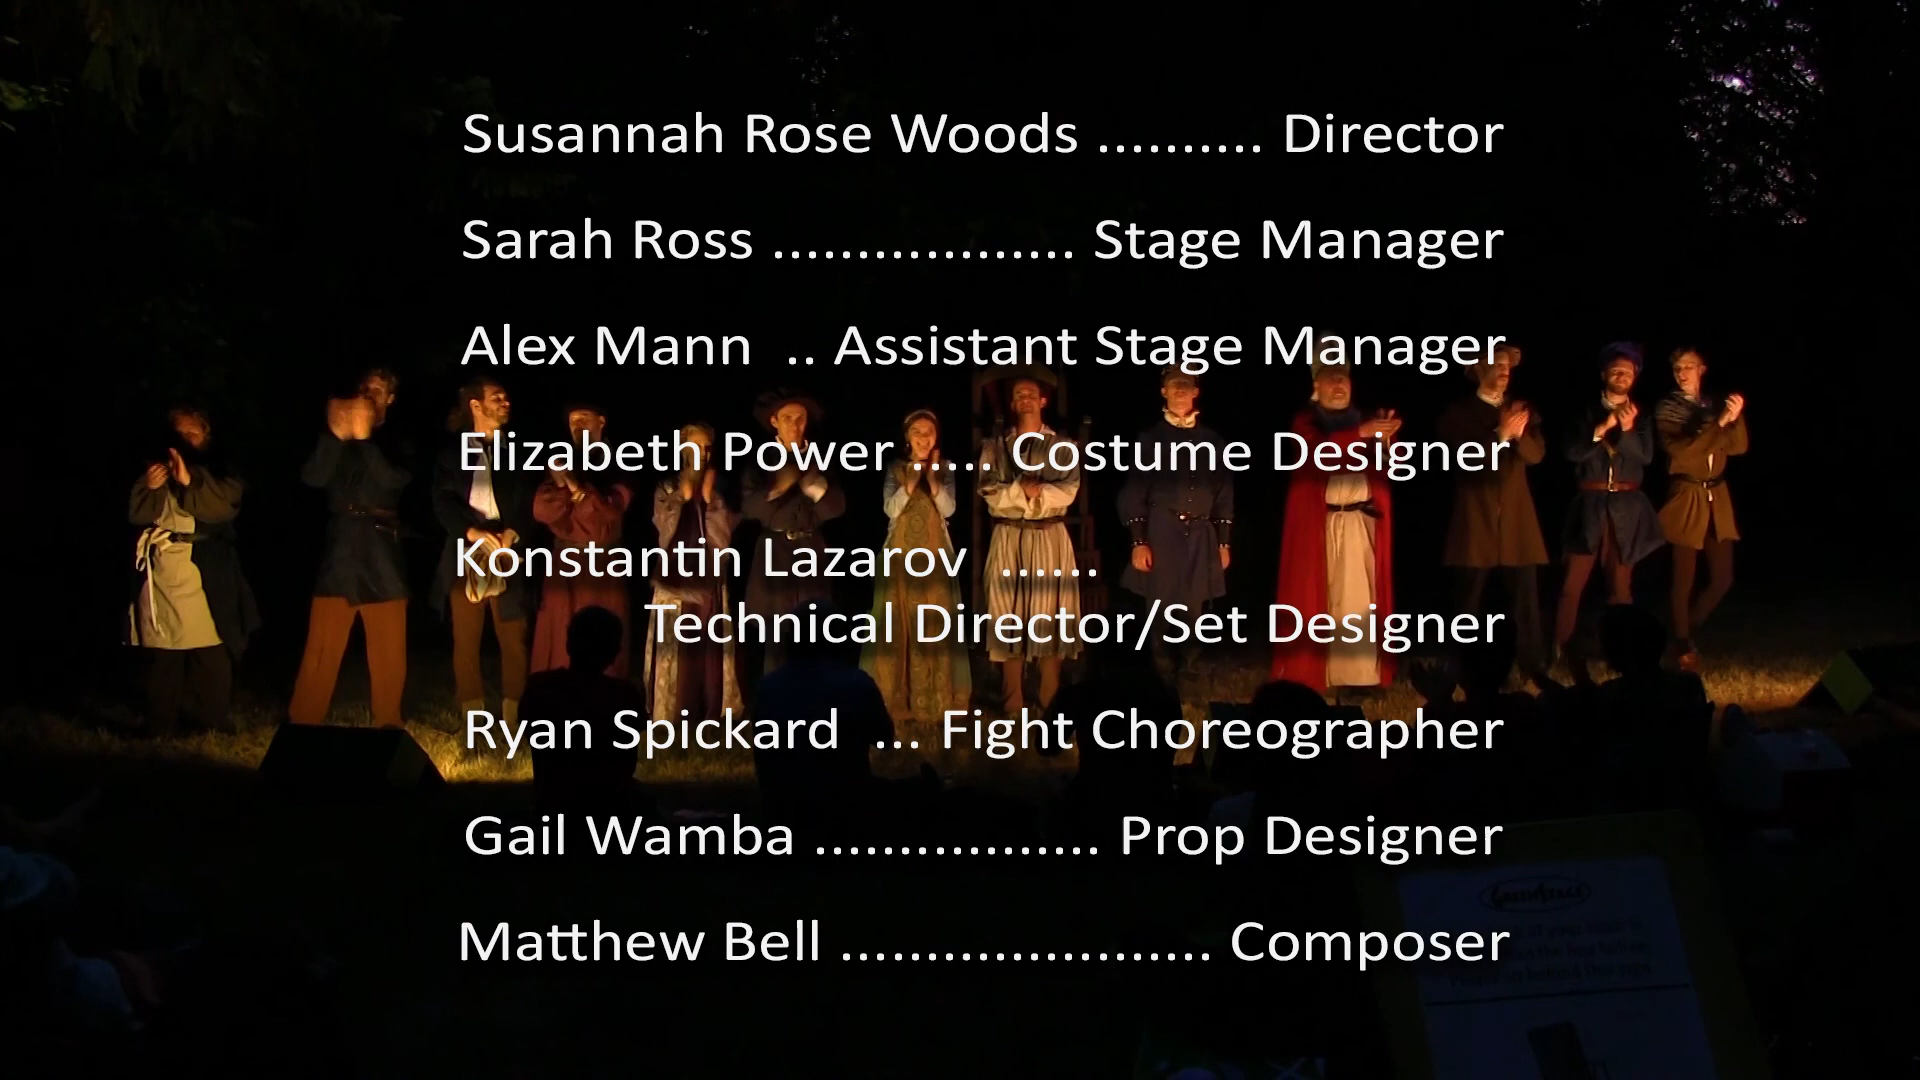 Susannah Rose Woods .......... Director
Sarah Ross .................. Stage Manager
Alex Mann .. Assistant Stage Manager
Elizabeth Power ..... Costume Designer
Konstantin Lazarov ......
Technical Director/Set Designer
Ryan Spickard ... Fight Choreographer
Gail Wamba ................. Prop Designer
Matthew Bell ...................... Composer
GreenStage